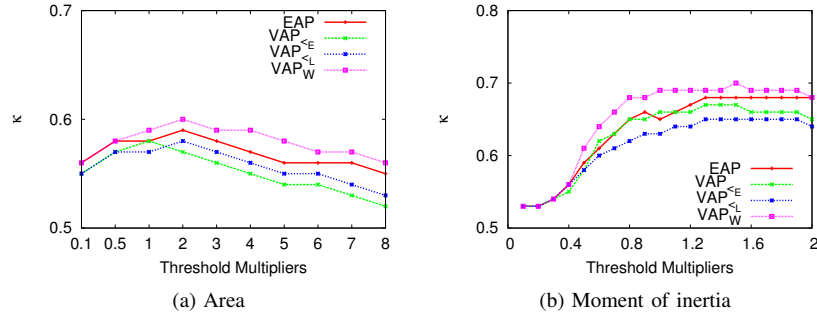 0.7
0.6
0.5
κ
EAP
VAP<E
VAP<L
VAP W
0.1 0.5 1 2 3 4 5 6 7 8
Threshold Multipliers
(a) Area
0.8
0.7
0.6
0.5
κ
EAP
VAP<E
VAP<L
VAP W
0 0.4 0.8 1.2 1.6 2
Threshold Multipliers
(b) Moment of inertia